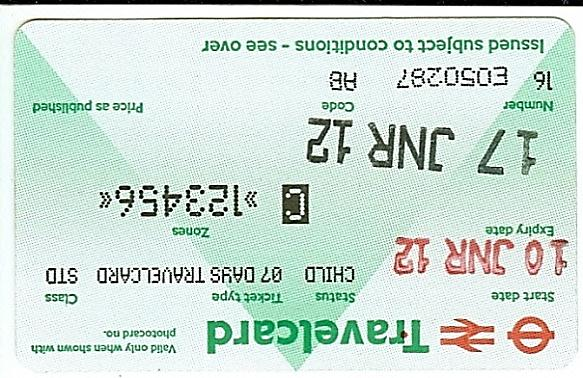 Travelcard
Valid only when shown with
photocard no.
Start date Status Ticket type Class
10 JNR 12 CHILD 07 DAYS TRAVELCARD STD
Expiry date Zones
17 JNR 12 C »123456«
Number Code Price as published
16 E050287 AB
Issued subject to conditions - see over